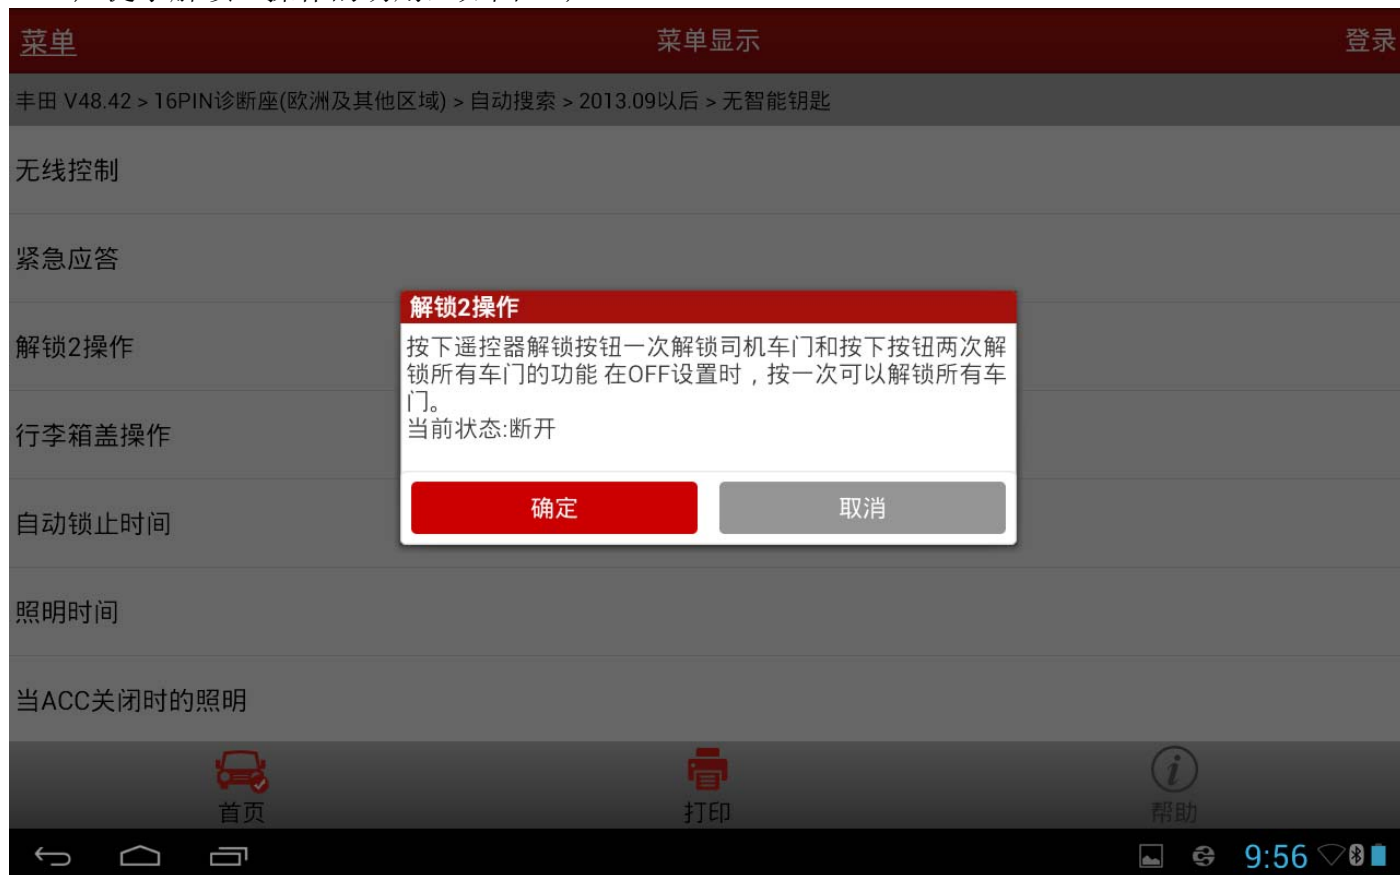 菜单
菜单显示
登录
丰田 V48.42 > 16PIN诊断座(欧洲及其他区域) > 自动搜索 > 2013.09以后 > 无智能钥匙
无线控制
紧急应答
解锁2操作
行李箱盖操作
自动锁止时间
照明时间
当ACC关闭时的照明
解锁2操作
按下遥控器解锁按钮一次解锁司机车门和按下按钮两次解
锁所有车门的功能 在OFF设置时，按一次可以解锁所有车
门。
当前状态:断开
确定
取消
首页
打印
帮助
9:56